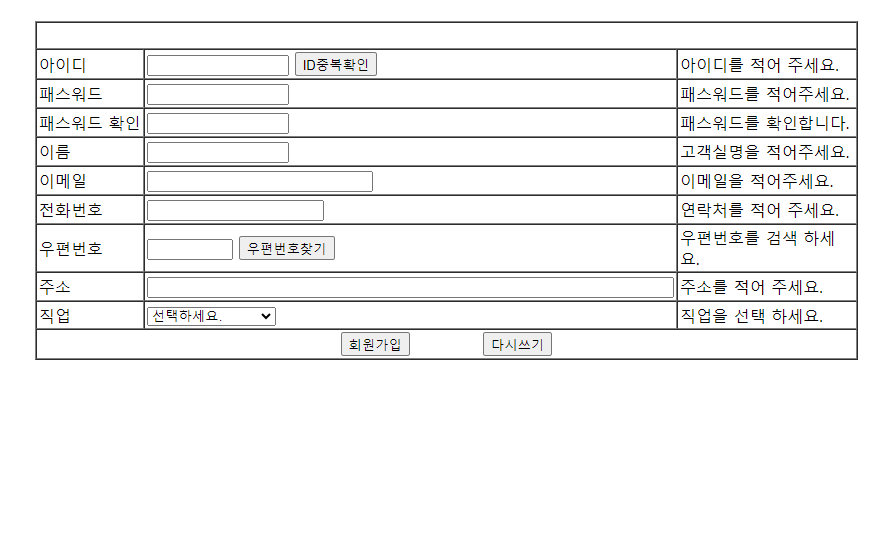 아이디 ID중복확인 아이디를 적어 주세요.
패스워드 패스워드를 적어주세요.
패스워드 확인 패스워드를 확인합니다.
이름 고객실명을 적어주세요.
이메일 이메일을 적어주세요.
전화번호 연락처를 적어 주세요.
우편번호 우편번호찾기 우편번호를 검색 하세
요.
주소 주소를 적어 주세요.
직업 선택하세요. 직업을 선택 하세요.
회원가입 다시쓰기